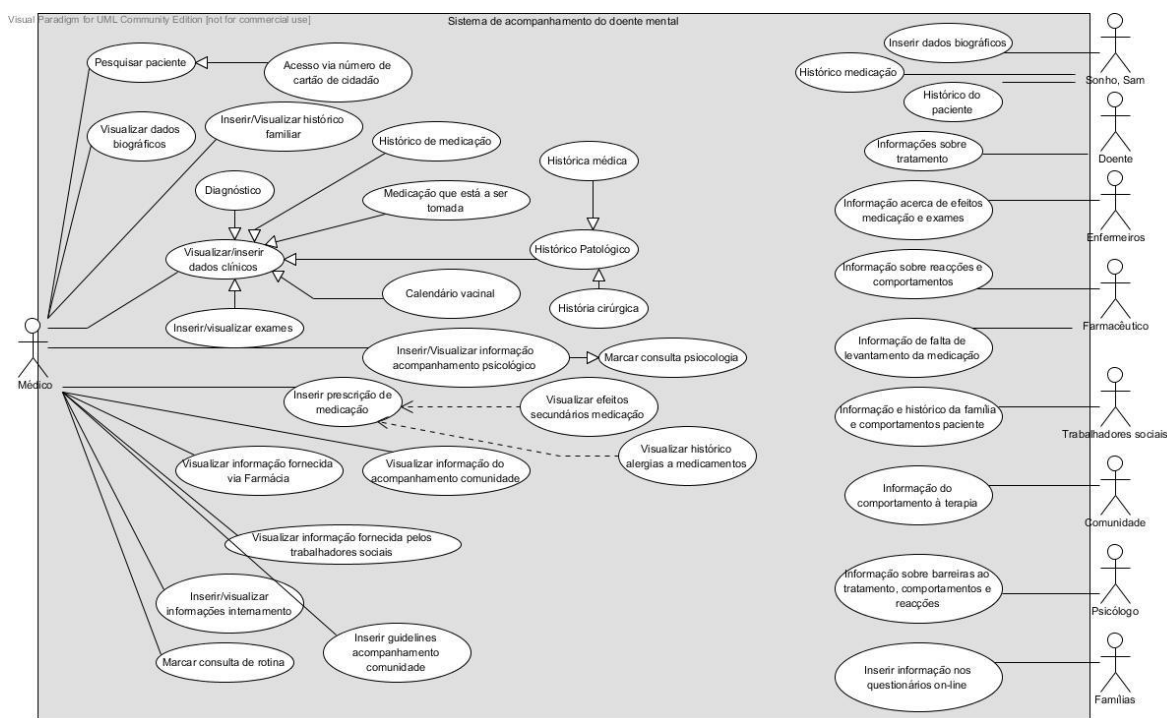 Visual Paradigm for UML Community Edition [not for commercial use]
Sistema de acompanhamento do doente mental
Pesquisar paciente
Acesso via número de
cartão de cidadão
Visualizar dados
biográficos
Inserir/Visualizar histórico
familiar
Histórico de medicação
Histórica médica
Diagnóstico
Medicação que está a ser
tomada
Visualizar/inserir
dados clínicos
Histórico Patológico
Calendário vacinal
História cirúrgica
Inserir/visualizar exames
Médico
Inserir/Visualizar informação
acompanhamento psicológico
Marcar consulta psiocologia
Inserir prescrição de
medicação
Visualizar efeitos
secundários medicação
Visualizar histórico
alergias a medicamentos
Visualizar informação fornecida
via Farmácia
Visualizar informação do
acompanhamento comunidade
Visualizar informação fornecida pelos
trabalhadores sociais
Inserir/visualizar
informações internamento
Inserir guidelines
acompanhamento
comunidade
Marcar consulta de rotina
Inserir dados biográficos
Histórico medicação
Sonho, Sam
Histórico do
paciente
Informações sobre
tratamento
Doente
Informação acerca de efeitos
medicação e exames
Enfermeiros
Informação sobre reacções e
comportamentos
Farmacêutico
Informação de falta de
levantamento da medicação
Informação e histórico da família
e comportamentos paciente
Trabalhadores sociais
Informação do
comportamento à terapia
Comunidade
Informação sobre barreiras ao
tratamento, comportamentos e
reacções
Psicólogo
Inserir informação nos
questionários on-line
Famílias